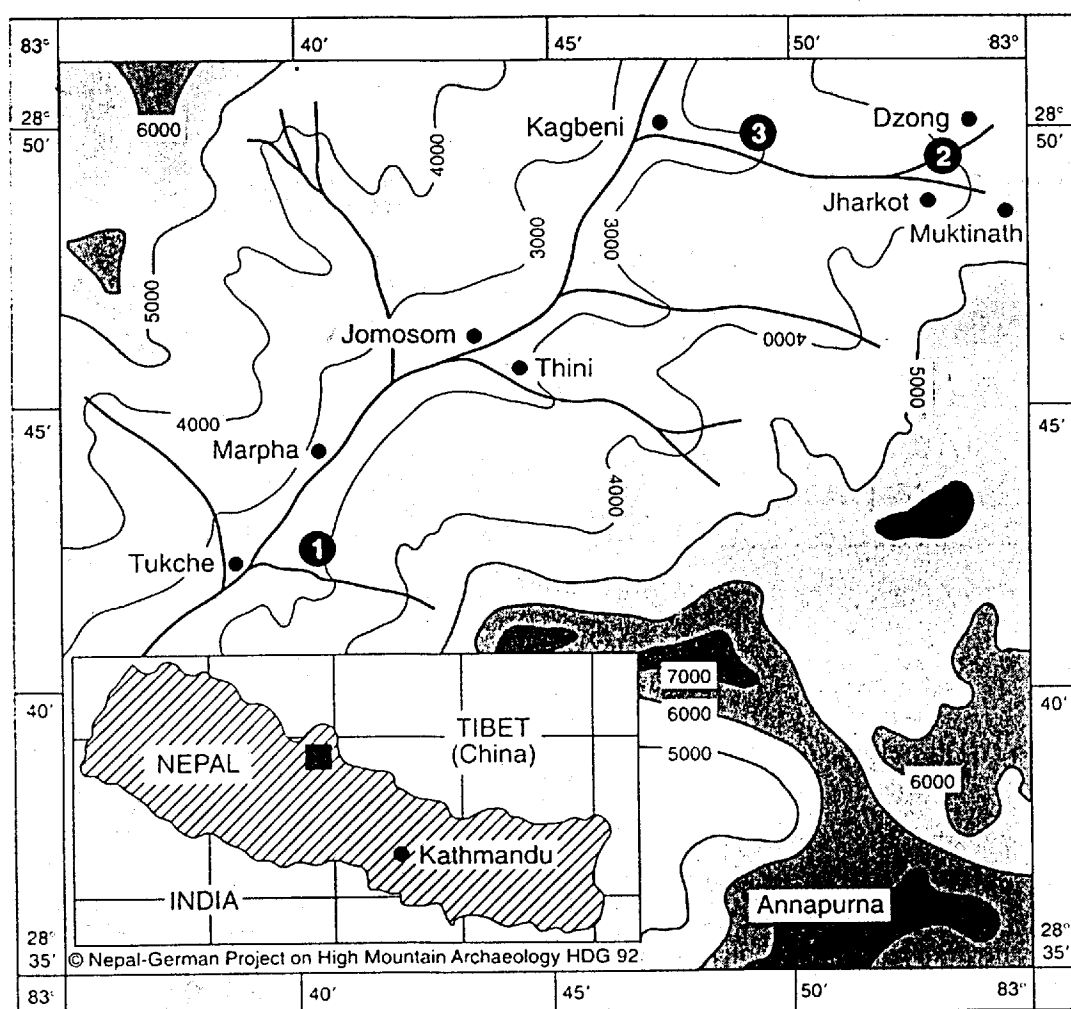 83° 40′ 45′ 50′ 83°
28°
50′
6000
4000
Kagbeni
3
Dzong
2
28°
50′
Jharkot
Muktinath
5000
3000
3000
Jomosom
Thini
4000
5000
45′
4000
Marpha
45′
4000
Tukche
1
40′
7000
6000
5000
40′
TIBET
(China)
NEPAL
6000
Kathmandu
INDIA
Annapurna
28°
35′
28°
35′
© Nepal-German Project on High Mountain Archaeology HDG 92
83° 40′ 45′ 50′ 83°